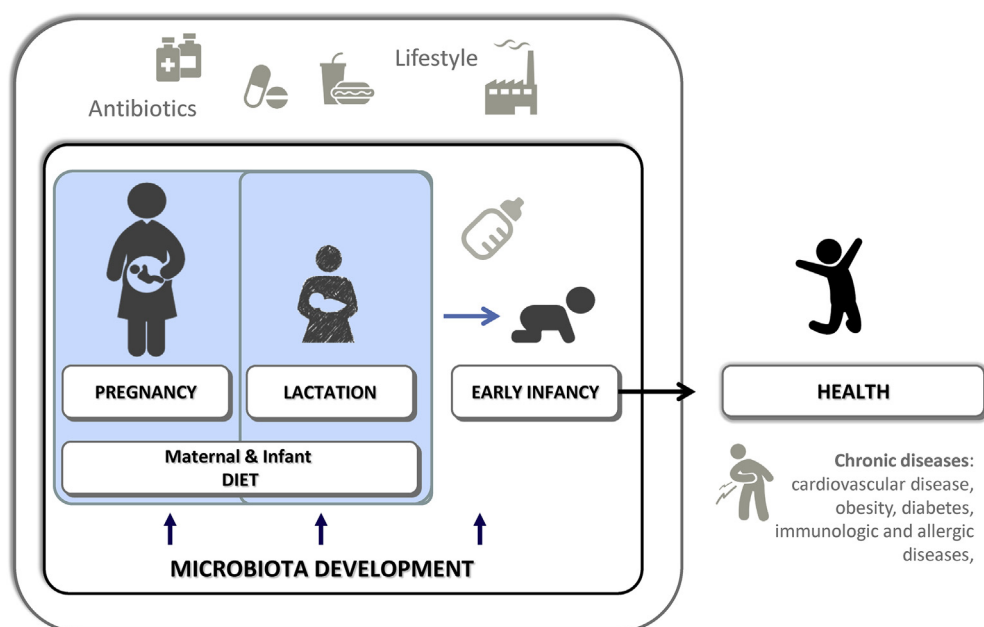 Lifestyle
Antibiotics
PREGNANCY
LACTATION
EARLY INFANCY
HEALTH
Maternal & Infant
DIET
MICROBIOTA DEVELOPMENT
Chronic diseases:
cardiovascular disease,
obesity, diabetes,
immunologic and allergic
diseases,